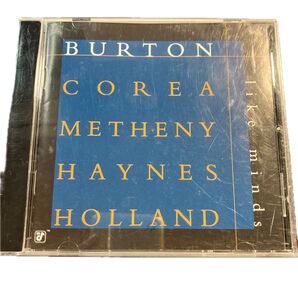 BURTON
COREA
METHENY
HAYNES
HOLLAND
like minds